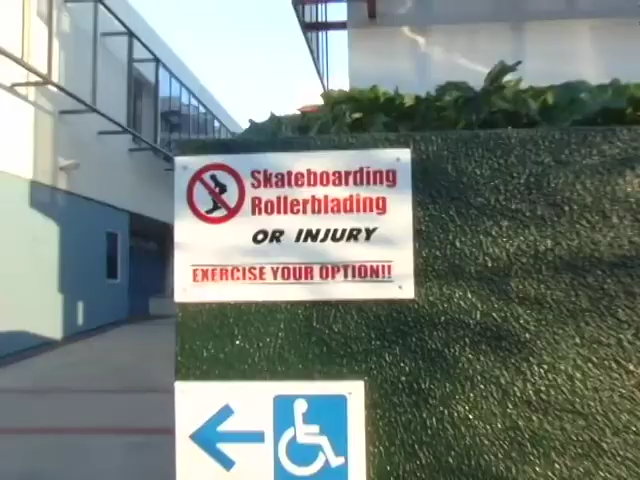 Skateboarding
Rollerblading
OR INJURY
EXERCISE YOUR OPTION!!